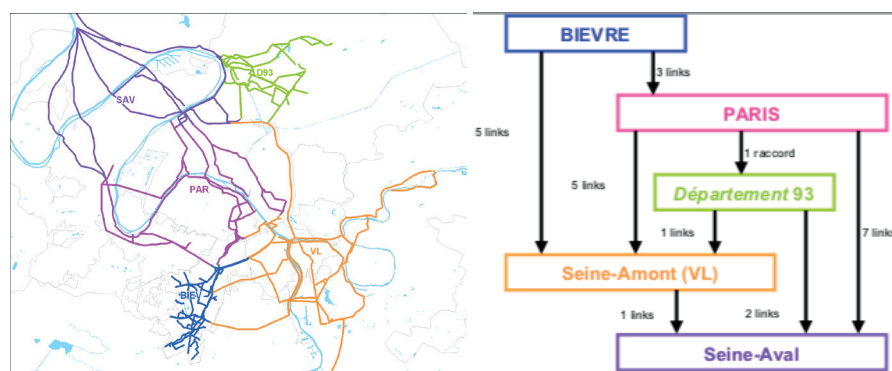 SAV
D93
PAR
VL
BIEV
BIEVRE
3 links
PARIS
5 links
1 raccord
5 links
Département 93
1 links
7 links
Seine-Amont (VL)
1 links
2 links
Seine-Aval